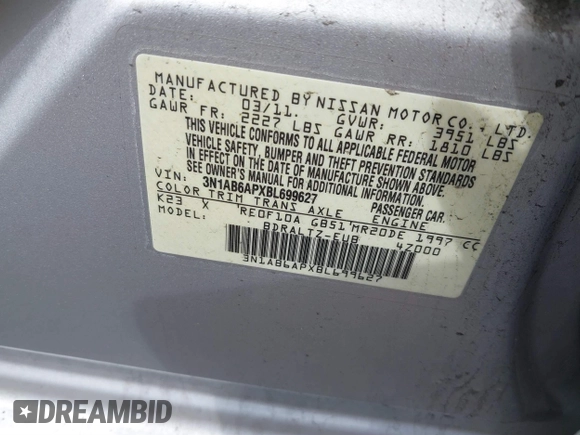 MANUFACTURED BY NISSAN MOTOR CO., LTD.
DATE: 03/11. GVWR: 3951 LBS
GAWR FR: 2227 LBS GAWR RR: 1810 LBS
THIS VEHICLE CONFORMS TO ALL APPLICABLE FEDERAL MOTOR
VEHICLE SAFETY, BUMPER AND THEFT PREVENTION STANDARDS
IN EFFECT ON THE DATE OF MANUFACTURE SHOWN ABOVE.
SEE OWNER'S MANUAL FOR ADDITIONAL INFORMATION.
VIN: 3N1AB6APXBL699627 PASSENGER CAR.
COLOR TRIM TRANS AXLE ENGINE
K23 X RE0F10A GB51 MR20DE 1997 CC
MODEL: BDRALTZ-EUB 4Z000
3N1AB6APXBL699627
DREAMBID